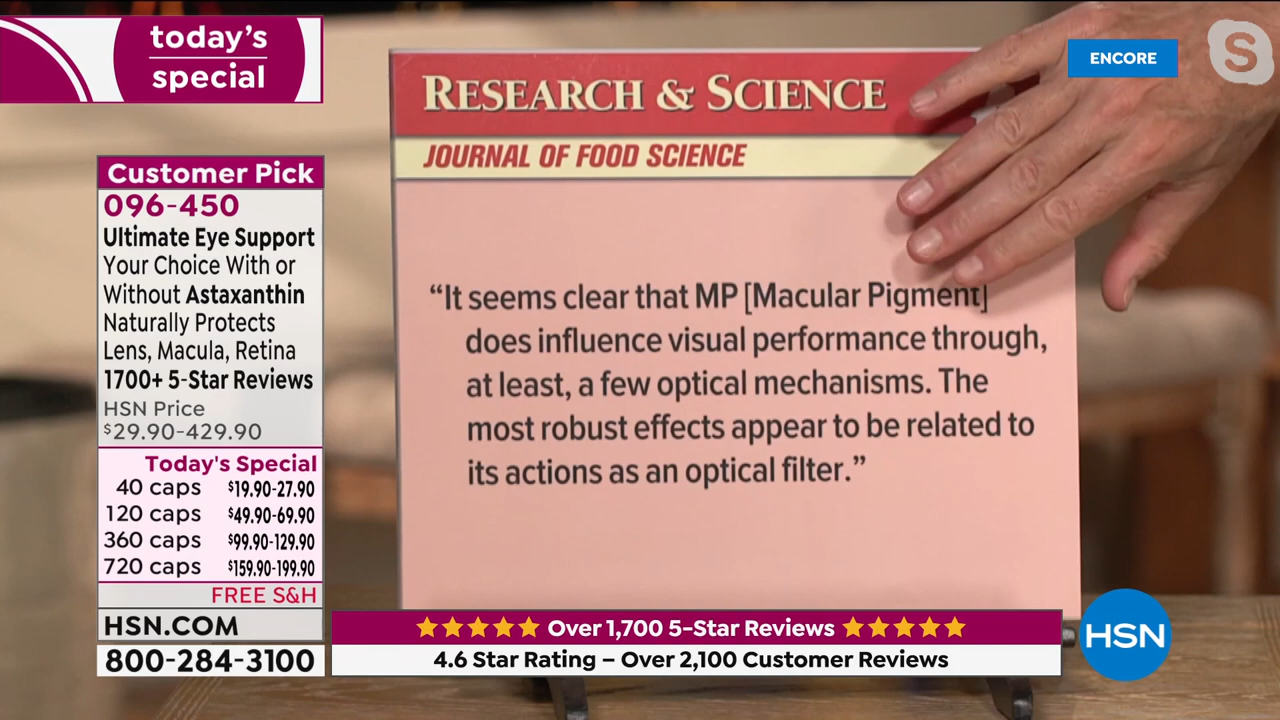 today's
special
Customer Pick
096-450
Ultimate Eye Support
Your Choice With or
Without Astaxanthin
Naturally Protects
Lens, Macula, Retina
1700+ 5-Star Reviews
HSN Price
$29.90-429.90
Today's Special
40 caps $19.90-27.90
120 caps $49.90-69.90
360 caps $99.90-129.90
720 caps $159.90-199.90
FREE S&H
HSN.COM
800-284-3100
ENCORE
S
RESEARCH & SCIENCE
JOURNAL OF FOOD SCIENCE
“It seems clear that MP [Macular Pigment]
does influence visual performance through,
at least, a few optical mechanisms. The
most robust effects appear to be related to
its actions as an optical filter.”
Over 1,700 5-Star Reviews
4.6 Star Rating – Over 2,100 Customer Reviews
HSN